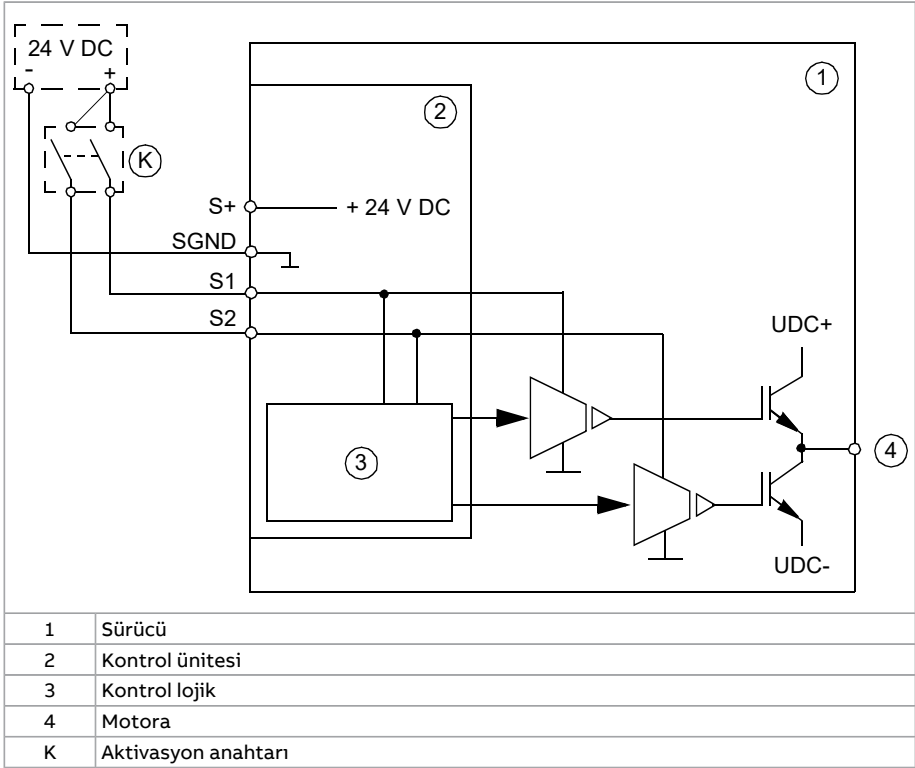 24 V DC
- +
1
2
K
S+
+ 24 V DC
SGND
S1
S2
UDC+
3
4
UDC-
1 Sürücü
2 Kontrol ünitesi
3 Kontrol lojik
4 Motora
K Aktivasyon anahtarı